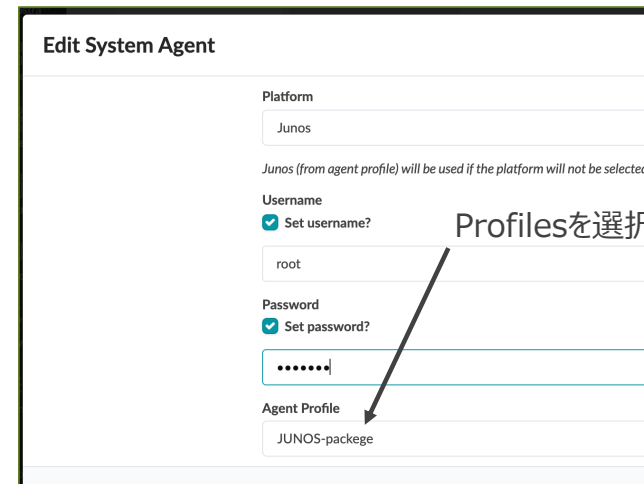 Edit System Agent
Platform
Junos
Junos (from agent profile) will be used if the platform will not be selected
Username
Set username?
Profilesを選択
root
Password
Set password?
•••••••
Agent Profile
JUNOS-packege